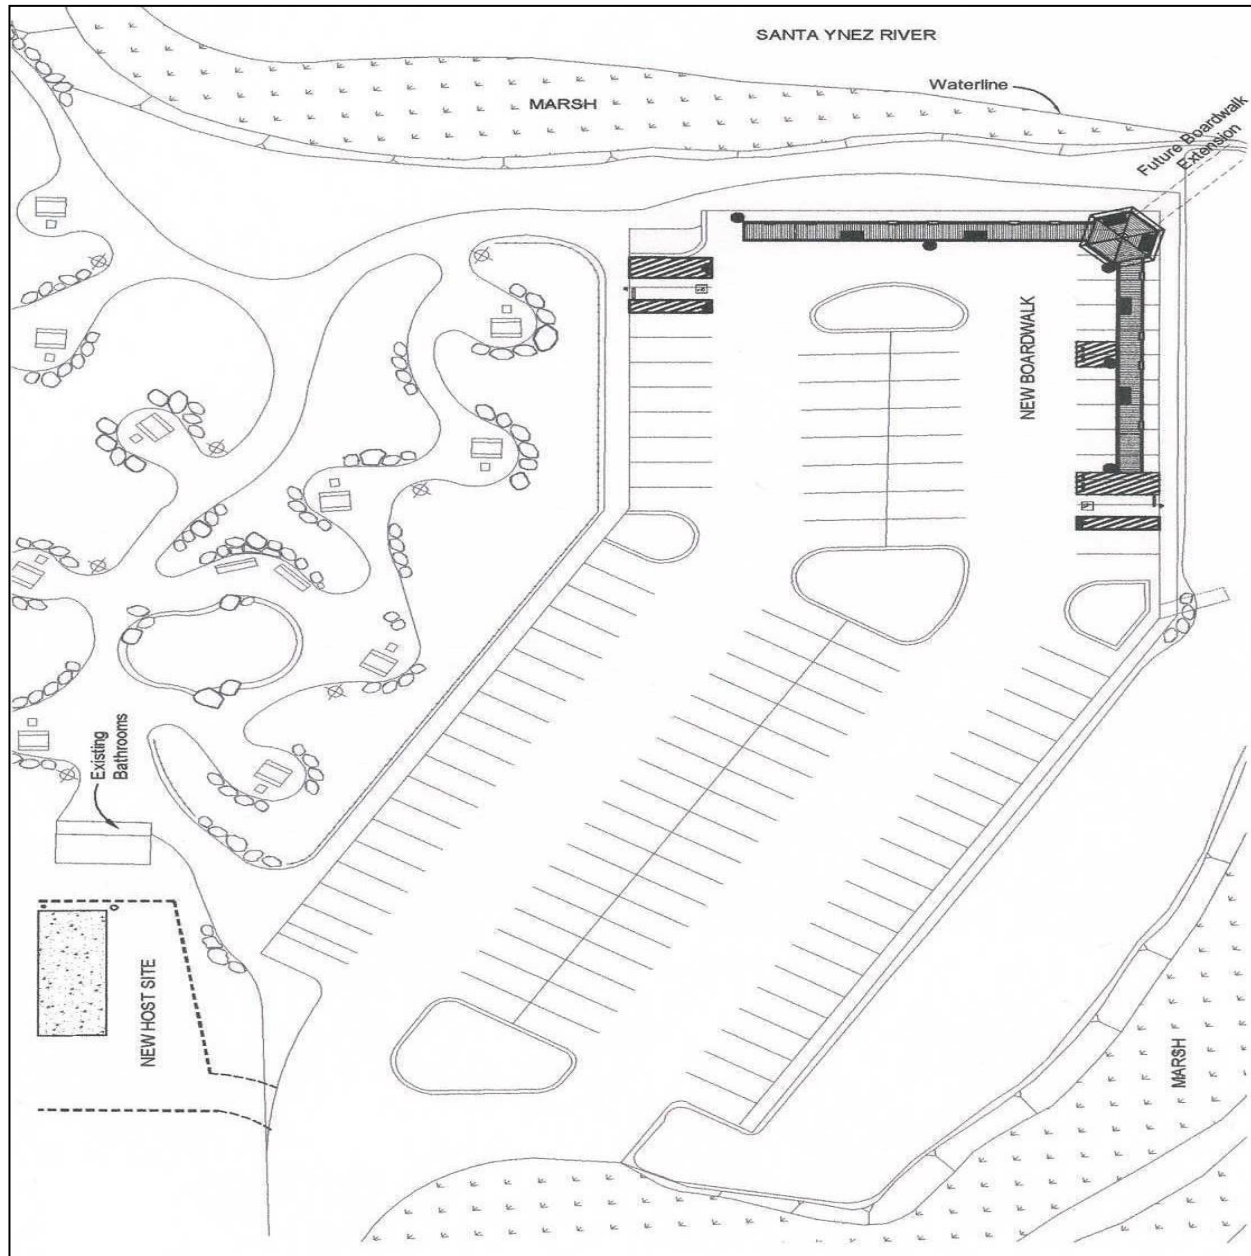 SANTA YNEZ RIVER
Waterline
MARSH
Future Boardwalk
Extension
NEW BOARDWALK
Existing
Bathrooms
NEW HOST SITE
MARSH